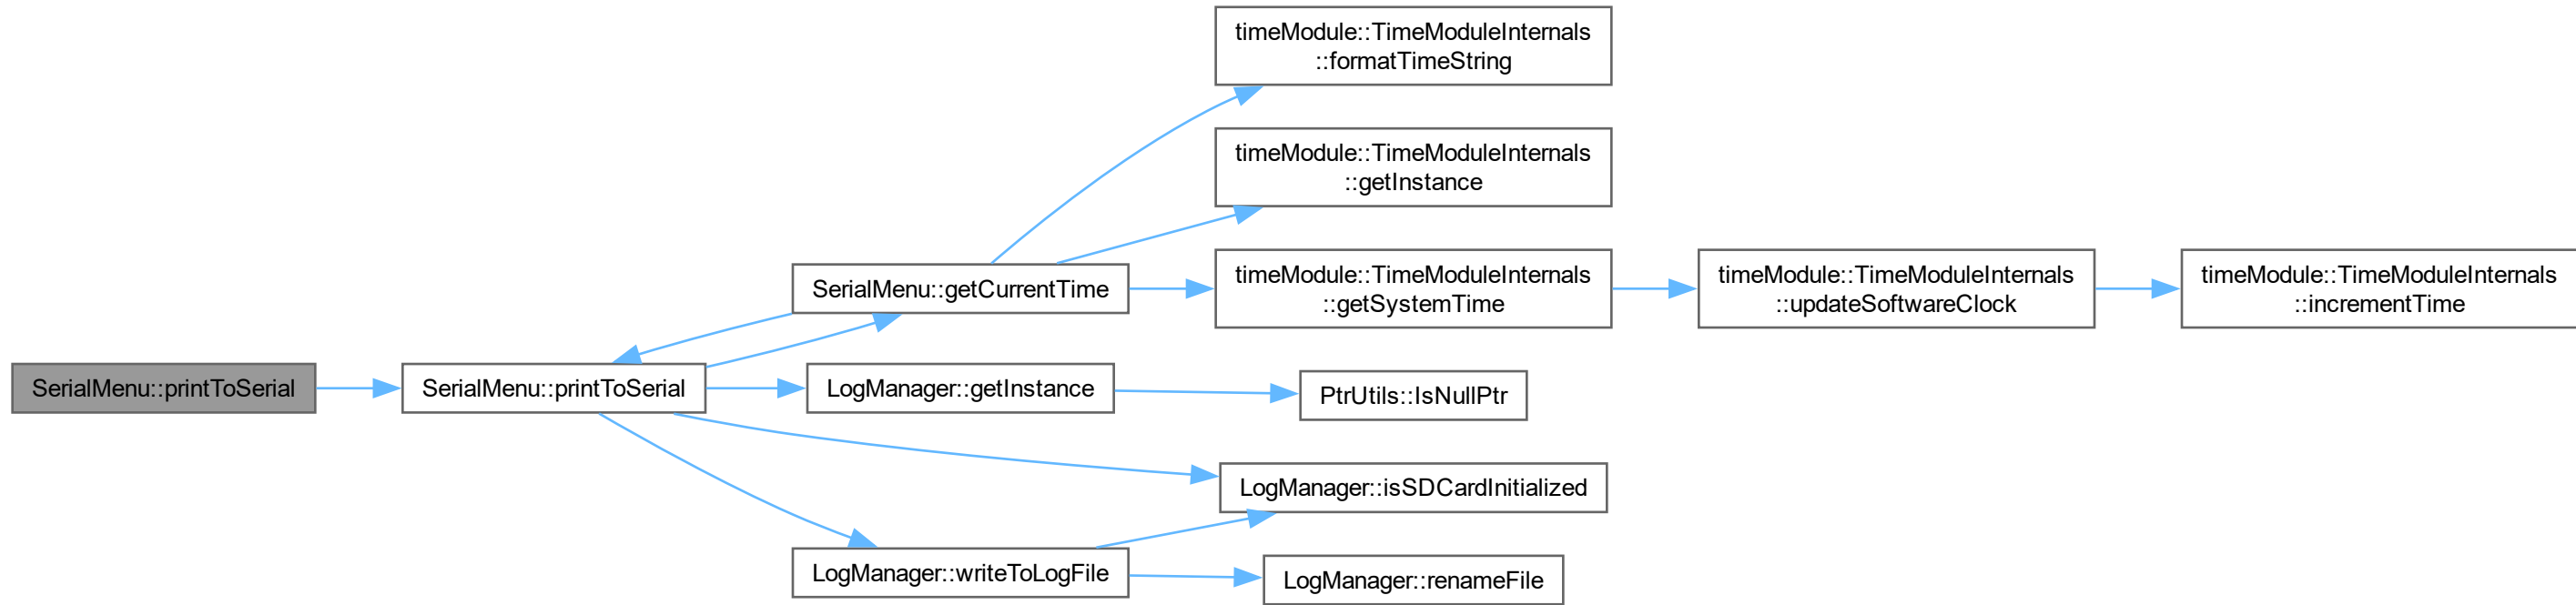 timeModule::TimeModuleInternals
::formatTimeString
timeModule::TimeModuleInternals
::getInstance
SerialMenu::getCurrentTime
timeModule::TimeModuleInternals
::getSystemTime
timeModule::TimeModuleInternals
::updateSoftwareClock
timeModule::TimeModuleInternals
::incrementTime
SerialMenu::printToSerial
SerialMenu::printToSerial
LogManager::getInstance
PtrUtils::IsNullPtr
LogManager::isSDCardInitialized
LogManager::writeToLogFile
LogManager::renameFile